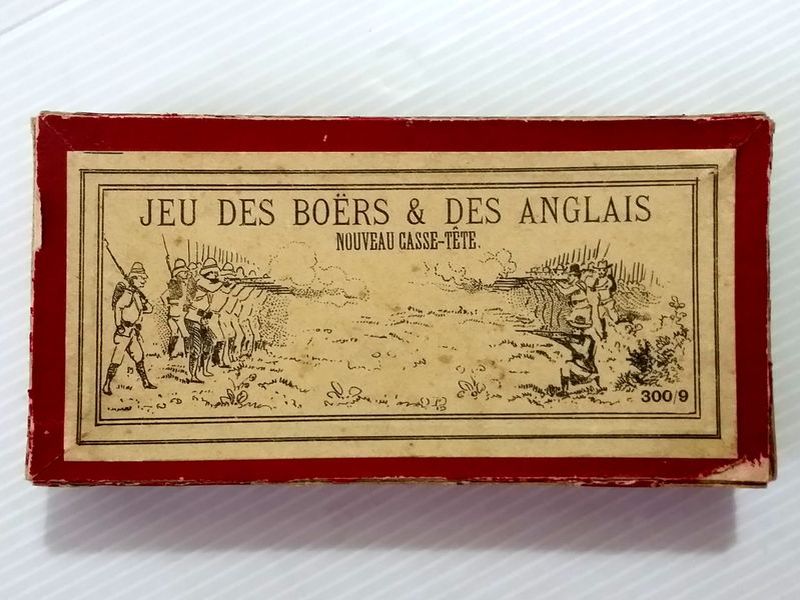 JEU DES BOËRS & DES ANGLAIS
NOUVEAU CASSE-TÊTE.
300/9